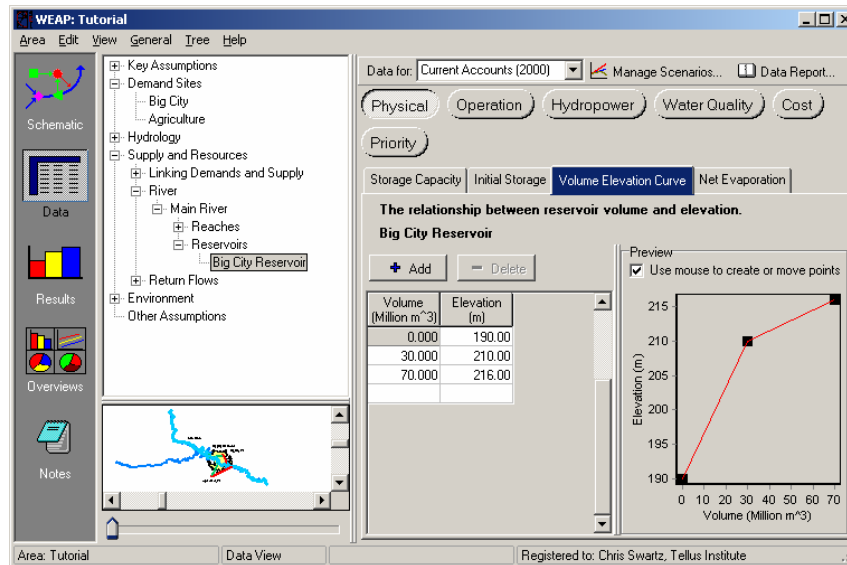 WEAP: Tutorial
Area Edit View General Tree Help
Schematic
Data
Results
Overviews
Notes
Key Assumptions
Demand Sites
Big City
Agriculture
Hydrology
Supply and Resources
Linking Demands and Supply
River
Main River
Reaches
Reservoirs
Big City Reservoir
Return Flows
Environment
Other Assumptions
Data for: Current Accounts (2000) Manage Scenarios... Data Report...
Physical Operation Hydropower Water Quality Cost
Priority
Storage Capacity Initial Storage Volume Elevation Curve Net Evaporation
The relationship between reservoir volume and elevation.
Big City Reservoir
+ Add - Delete
Volume Elevation
(Million m^3) (m)
0.000 190.00
30.000 210.00
70.000 216.00
Preview
Use mouse to create or move points
Elevation (m)
215
210
205
200
195
190
0 10 20 30 40 50 60 70
Volume (Million m^3)
Area: Tutorial Data View Registered to: Chris Swartz, Tellus Institute